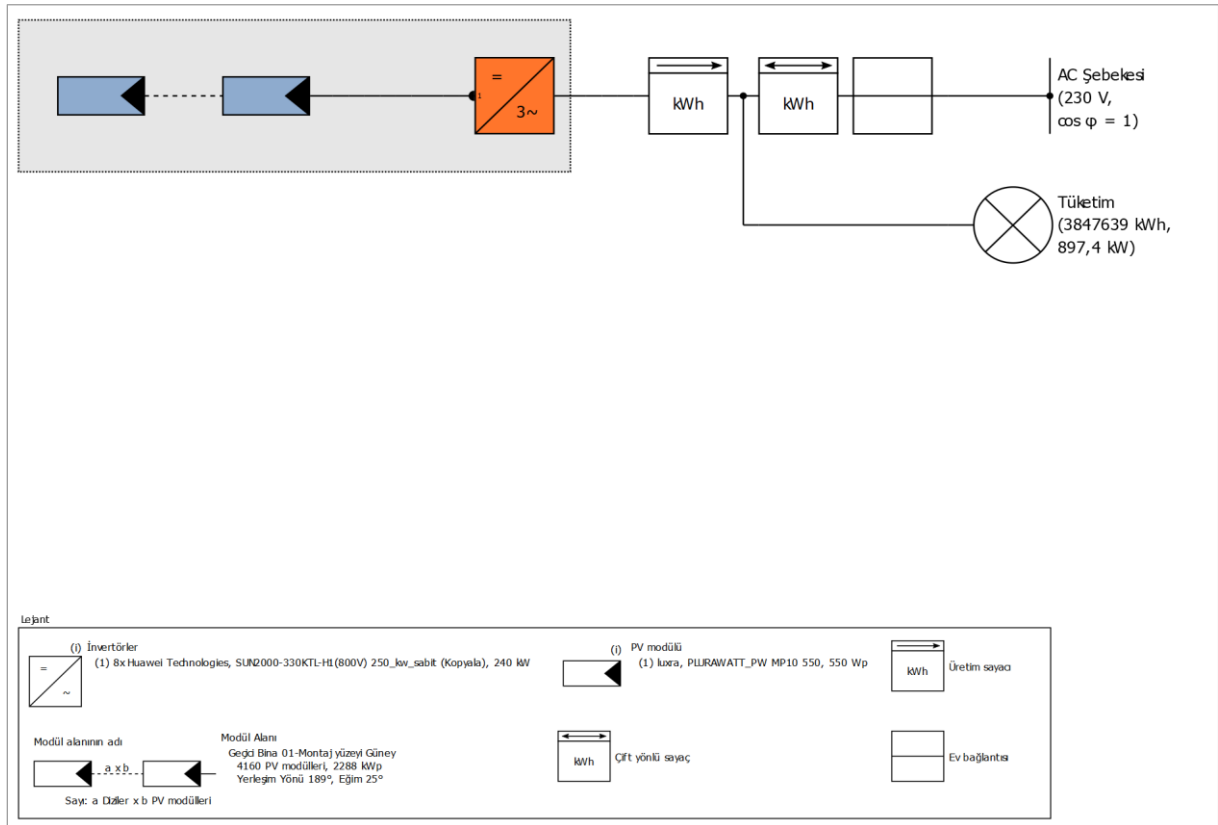 =
3~
1
kWh
kWh
AC Şebekesi
(230 V,
cos φ = 1)
Tüketim
(3847639 kWh,
897,4 kW)
Lejant
=
~
(i) İnvertörler
(1) 8x Huawei Technologies, SUN2000-330KTL-H1(800V) 250_kw_sabit (Kopyala), 240 kW
(i) PV modülü
(1) luxra, PLURAWATT_PW MP10 550, 550 Wp
kWh
Üretim sayacı
Modül alanının adı
a x b
Sayı: a Diziler x b PV modülleri
Modül Alanı
Geçici Bina 01-Montaj yüzeyi Güney
4160 PV modülleri, 2288 kWp
Yerleşim Yönü 189°, Eğim 25°
kWh
Çift yönlü sayaç
Ev bağlantısı